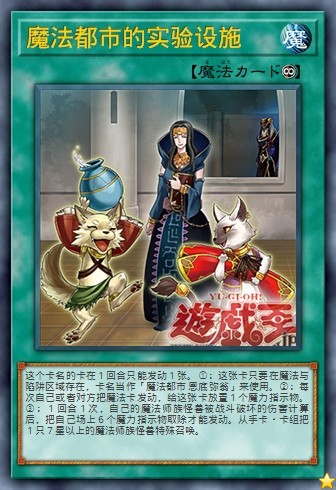 魔法都市的实验设施
魔
【魔法カード】
YU-GI-OH!
遊戯王
这个卡名的卡在1回合只能发动1张。①：这张卡只要在魔法与
陷阱区域存在，卡名当作「魔法都市 恩底弥翁」来使用。②：每
次自己或者对方把魔法卡发动，给这张卡放置1个魔力指示物。
③：1回合1次，自己的魔法师族怪兽被战斗破坏的伤害计算
后，把自己场上6个魔力指示物取除才能发动。从手卡·卡组把
1只7星以上的魔法师族怪兽特殊召唤。